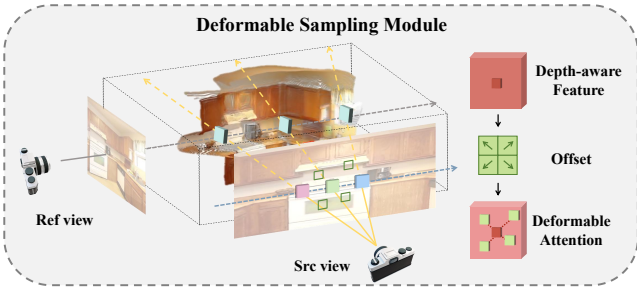 Deformable Sampling Module
Depth-aware
Feature
Offset
Ref view
Deformable
Attention
Src view